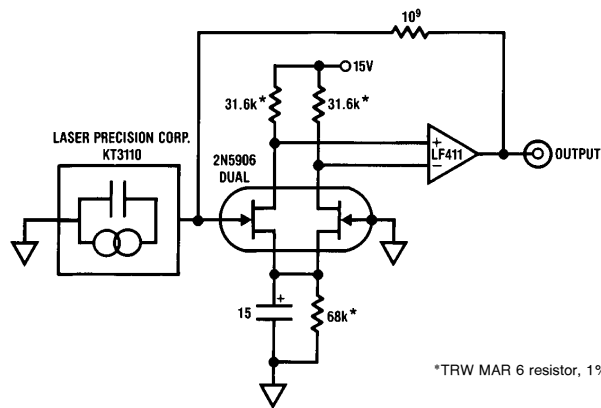 10⁹
15V
31.6k*
31.6k*
LASER PRECISION CORP.
KT3110
2N5906
DUAL
+
LF411
−
OUTPUT
+
15
68k*
*TRW MAR 6 resistor, 1%